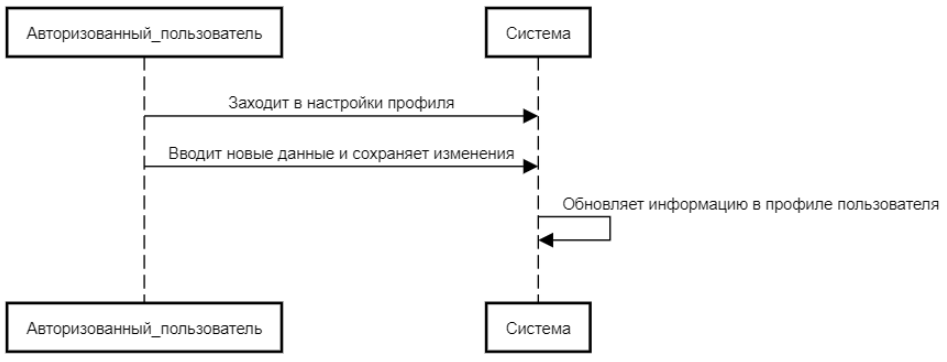 Авторизованный_пользователь
Система
Заходит в настройки профиля
Вводит новые данные и сохраняет изменения
Обновляет информацию в профиле пользователя
Авторизованный_пользователь
Система